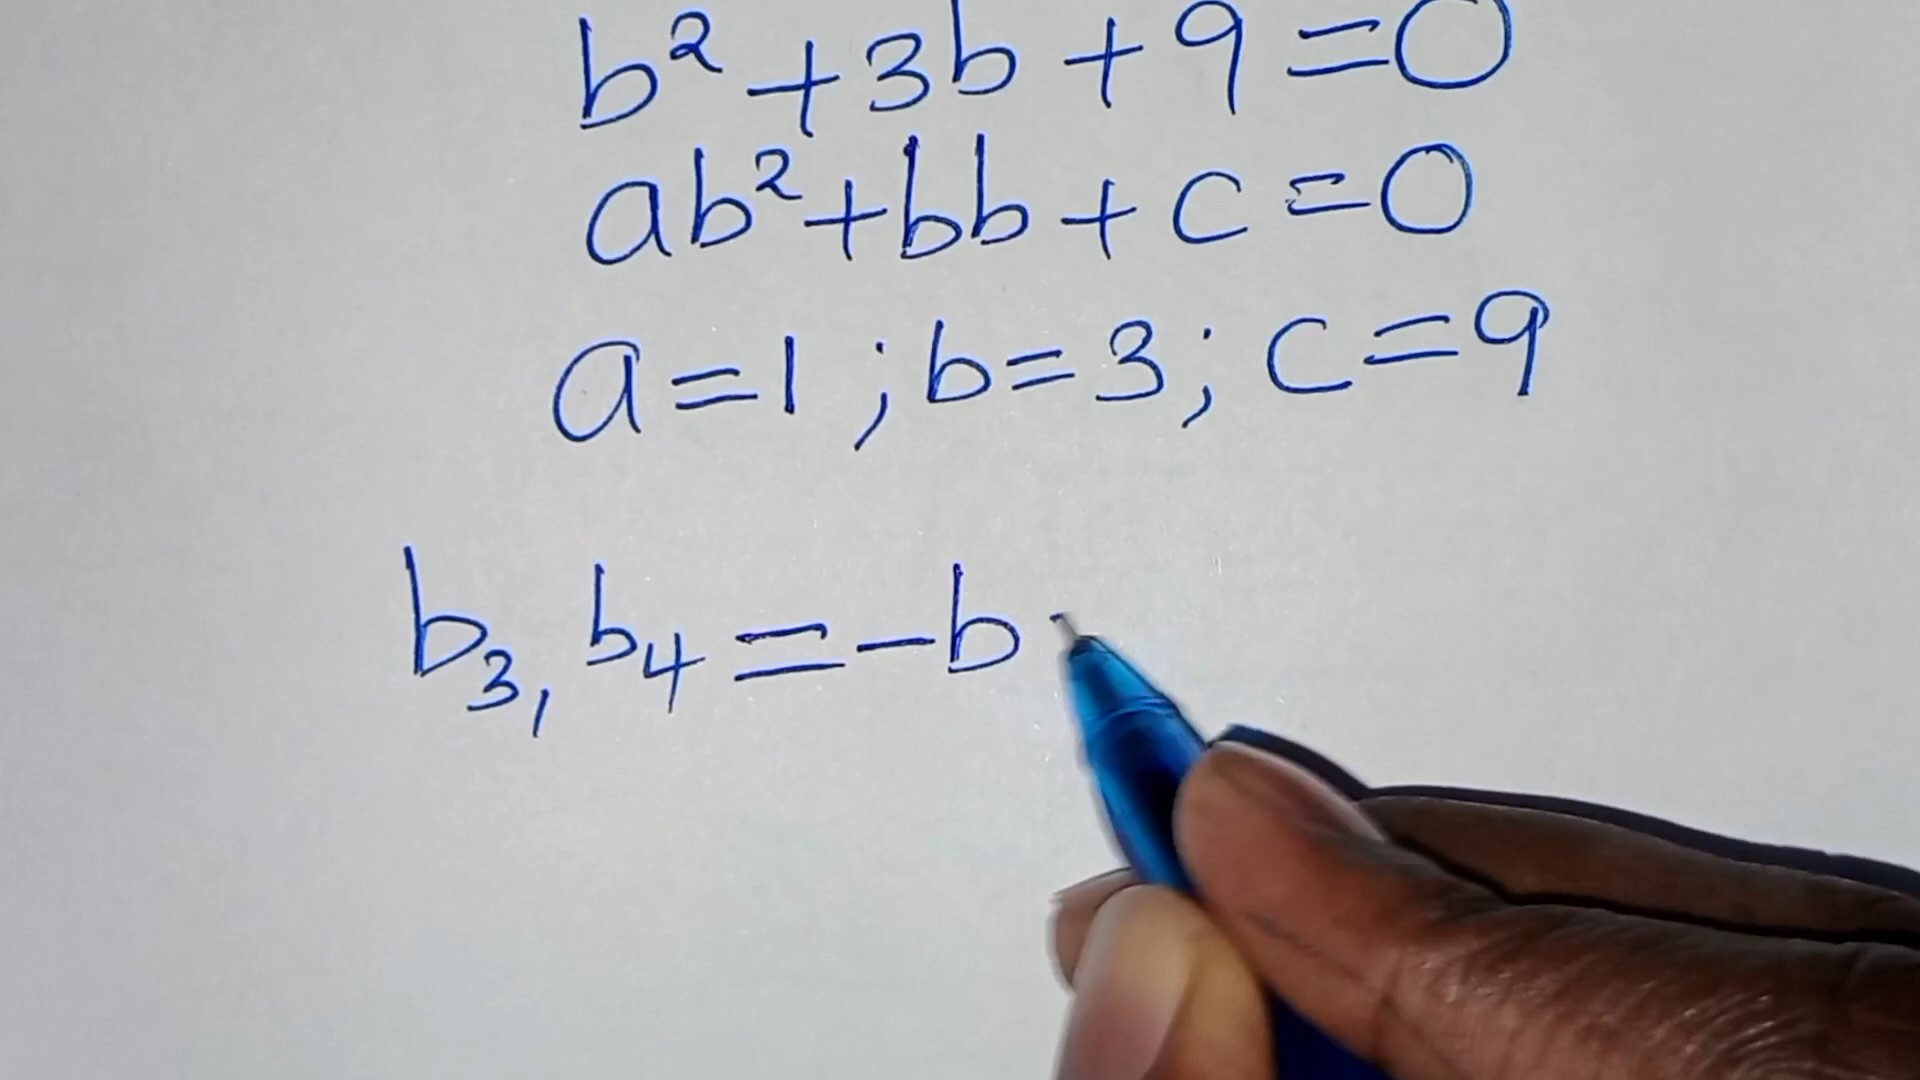 b² + 3b + 9 = 0
ab² + bb + c = 0
a = 1 ; b = 3 ; c = 9
b₃, b₄ = -b